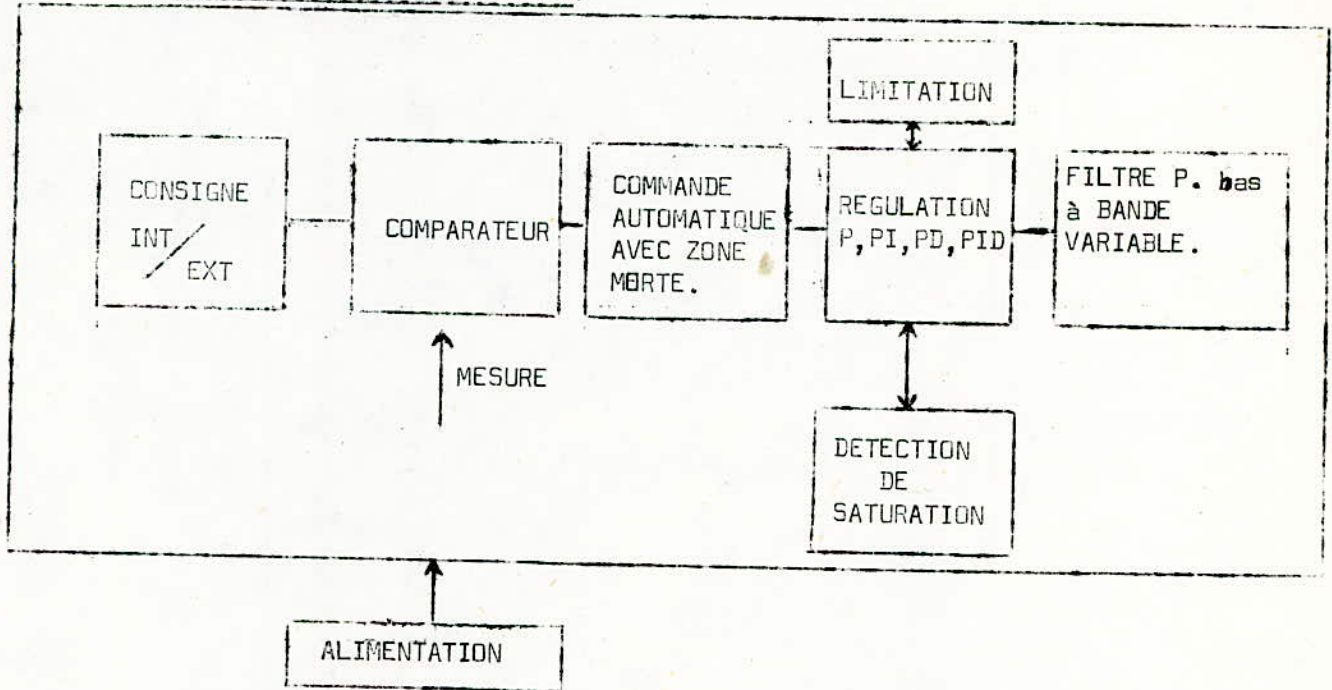 LIMITATION
CONSIGNE
INT/
EXT
COMPARATEUR
COMMANDE
AUTOMATIQUE
AVEC ZONE
MORTE.
REGULATION
P,PI,PD,PID
FILTRE P. bas
à BANDE
VARIABLE.
MESURE
DETECTION
DE
SATURATION
ALIMENTATION